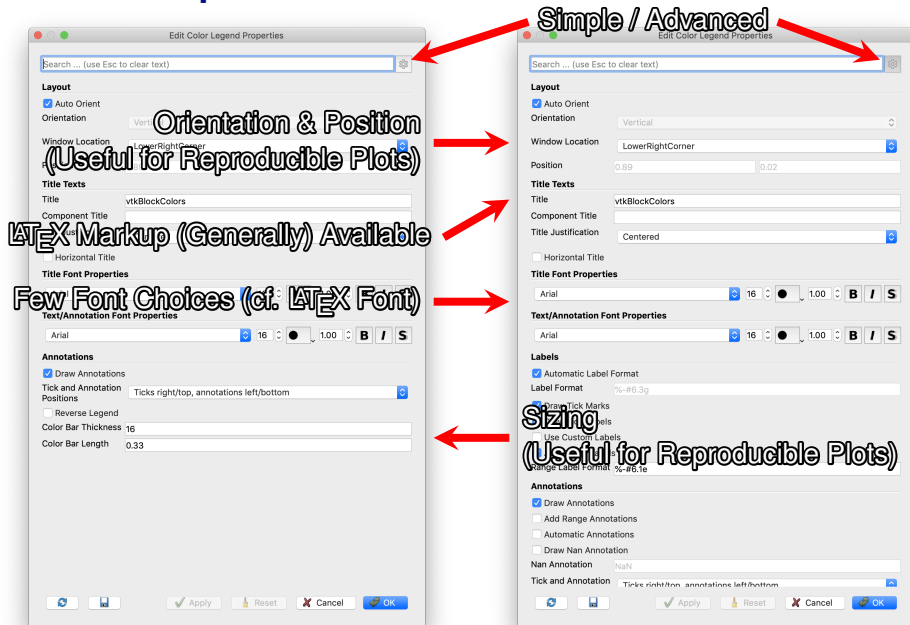 Simple / Advanced
Edit Color Legend Properties
Search ... (use Esc to clear text)
Layout
Auto Orient
Orientation
Orientation & Position
(Useful for Reproducible Plots)
Window Location
LowerRightCorner
Title Texts
Title
vtkBlockColors
Component Title
LATEX Markup (Generally) Available
Horizontal Title
Title Font Properties
Few Font Choices (cf. LATEX Font)
Text/Annotation Font Properties
Arial 16 1.00 B I S
Annotations
Draw Annotations
Tick and Annotation
Positions
Ticks right/top, annotations left/bottom
Reverse Legend
Color Bar Thickness 16
Color Bar Length 0.33
Apply Reset Cancel OK
Edit Color Legend Properties
Search ... (use Esc to clear text)
Layout
Auto Orient
Orientation Vertical
Window Location LowerRightCorner
Position 0.89 0.02
Title Texts
Title vtkBlockColors
Component Title
Title Justification Centered
Horizontal Title
Title Font Properties
Arial 16 1.00 B I S
Text/Annotation Font Properties
Arial 16 1.00 B I S
Labels
Automatic Label Format
Label Format %-#6.3g
Draw Tick Marks
Sizing
Use Custom Labels
(Useful for Reproducible Plots)
Range Label Format %-#6.1e
Annotations
Draw Annotations
Add Range Annotations
Automatic Annotations
Draw Nan Annotation
Nan Annotation NaN
Tick and Annotation Ticks right/top, annotations left/bottom
Apply Reset Cancel OK